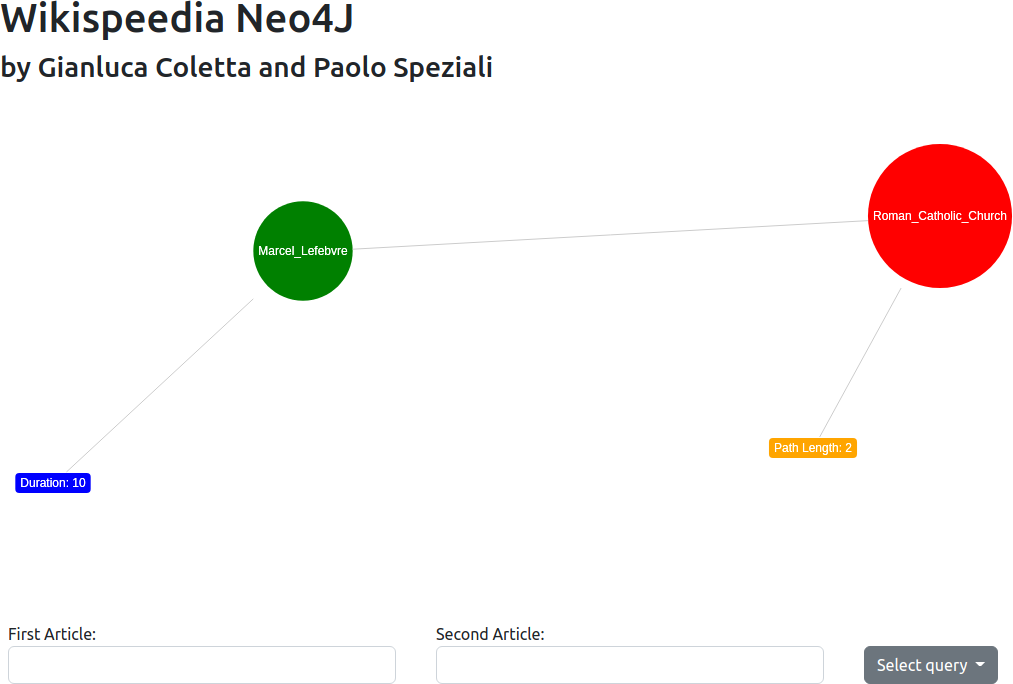 Wikispeedia Neo4J
by Gianluca Coletta and Paolo Speziali
Roman_Catholic_Church
Marcel_Lefebvre
Path Length: 2
Duration: 10
First Article:
Second Article:
Select query